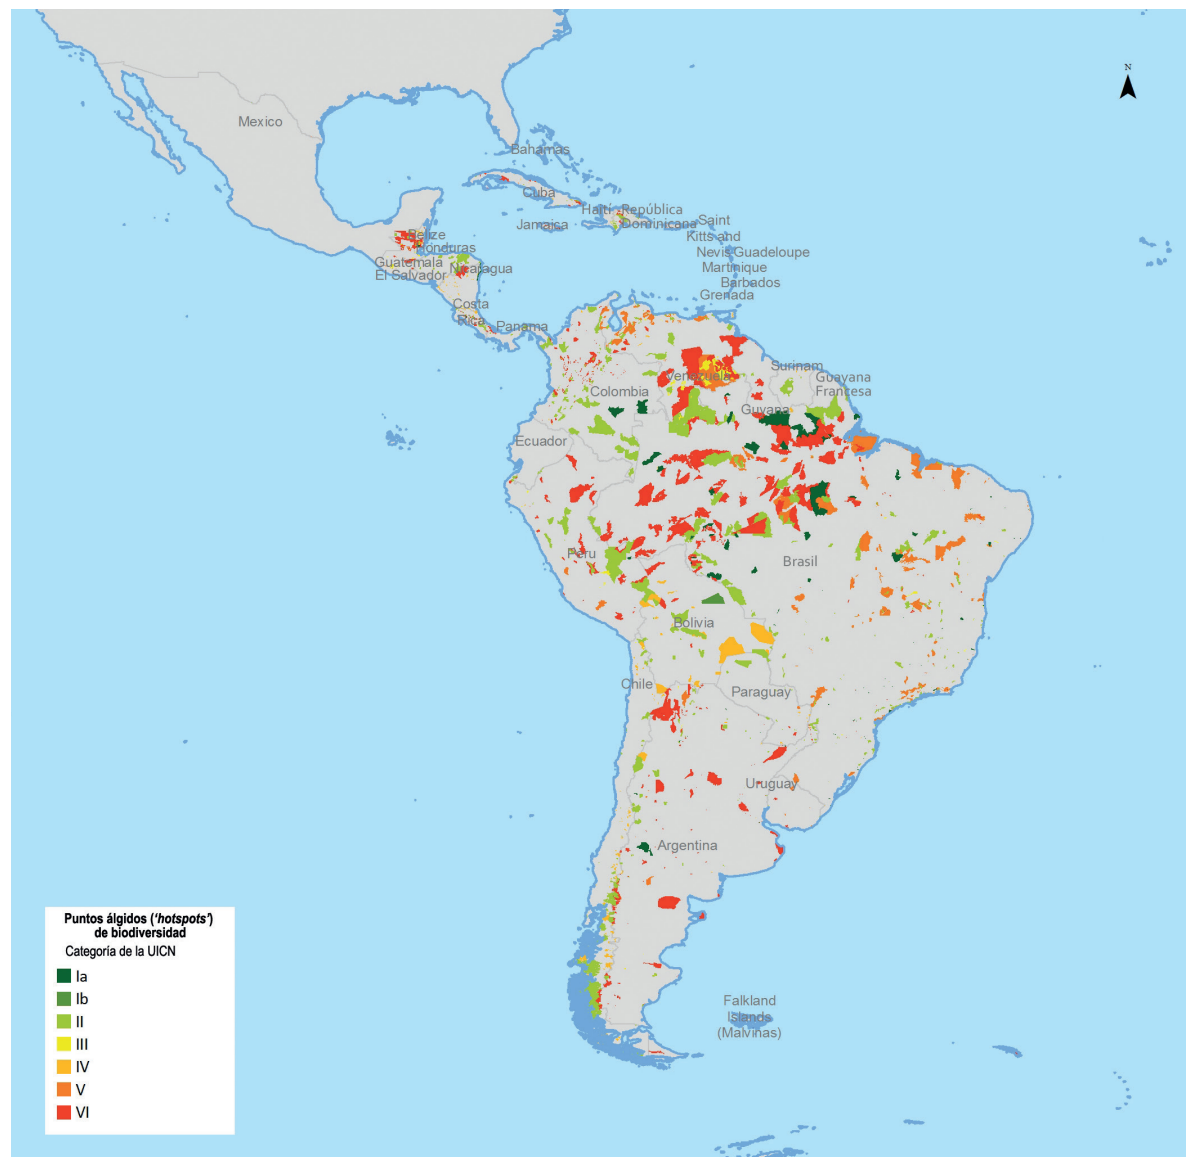 N
Mexico
Bahamas
Cuba
Haití República
Jamaica Dominicana Saint
Kitts and
Belize
Honduras
Nevis Guadeloupe
Guatemala
Nicaragua
Martinique
El Salvador
Barbados
Grenada
Costa
Rica
Panama
Surinam
Venezuela
Guayana
Francesa
Colombia
Guyana
Ecuador
Peru
Brasil
Bolivia
Chile
Paraguay
Uruguay
Argentina
Falkland
Islands
(Malvinas)
Puntos álgidos (‘hotspots’)
de biodiversidad
Categoría de la UICN
Ia
Ib
II
III
IV
V
VI